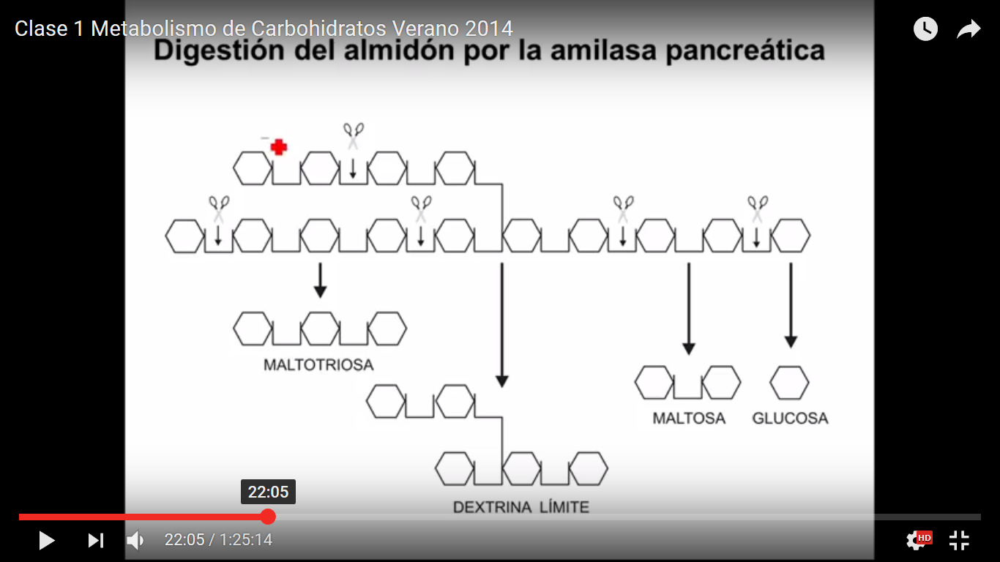 Clase 1 Metabolismo de Carbohidratos Verano 2014
Digestión del almidón por la amilasa pancreática
MALTOTRIOSA
MALTOSA
GLUCOSA
DEXTRINA LÍMITE
22:05
22:05 / 1:25:14
HD